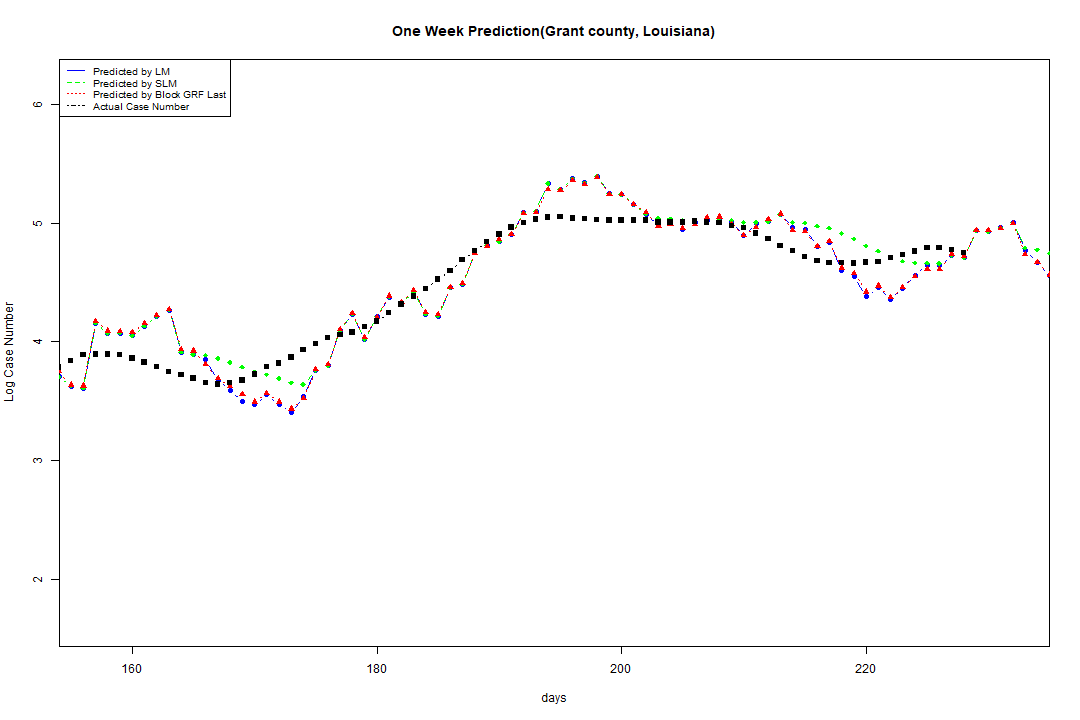 One Week Prediction(Grant county, Louisiana)
Predicted by LM
Predicted by SLM
Predicted by Block GRF Last
Actual Case Number
6
5
4
3
2
Log Case Number
160 180 200 220
days